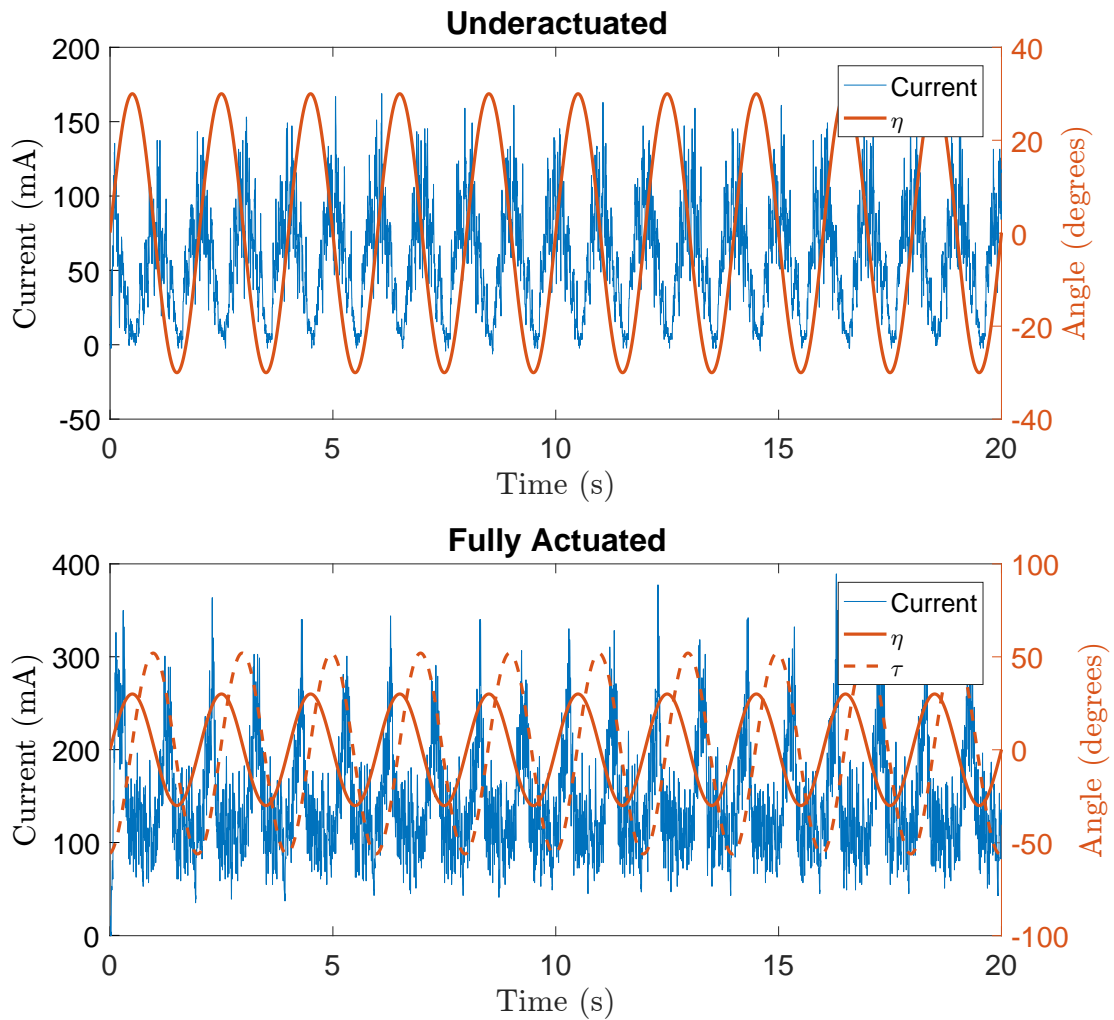 Underactuated
200
150
100
50
0
-50
Current (mA)
40
20
0
-20
-40
Angle (degrees)
Current
η
0
5
10
15
20
Time (s)
Fully Actuated
400
300
200
100
0
Current (mA)
100
50
0
-50
-100
Angle (degrees)
Current
η
τ
0
5
10
15
20
Time (s)